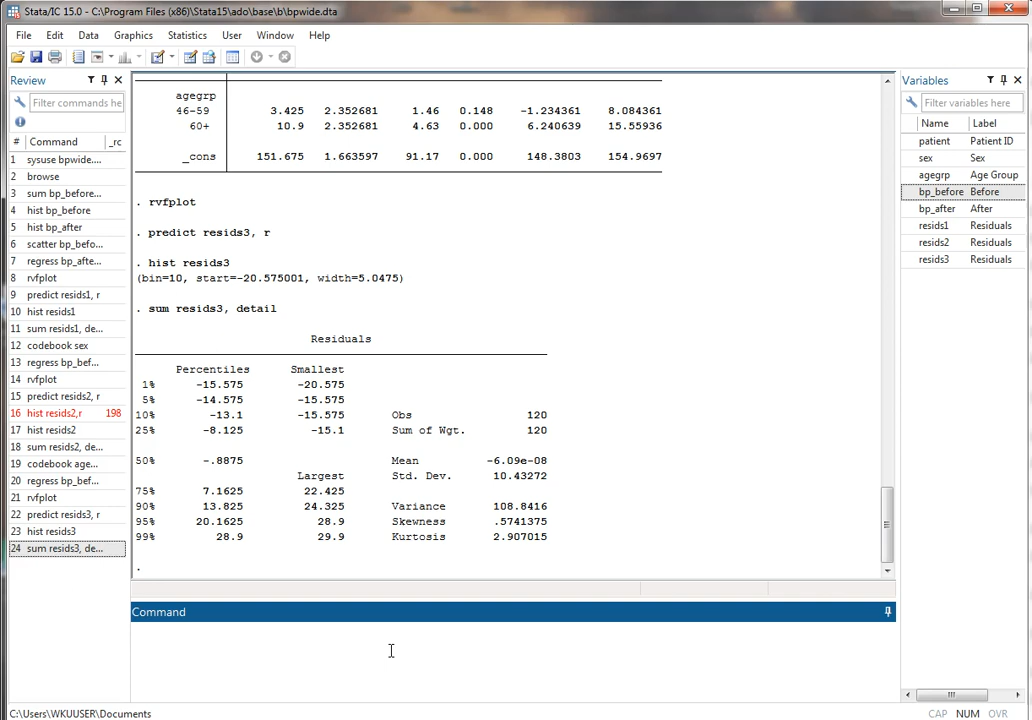 Stata/IC 15.0 - C:\Program Files (x86)\Stata15\ado\base\b\bpwide.dta
File Edit Data Graphics Statistics User Window Help
Review
Filter commands he
# Command _rc
1 sysuse bpwide....
2 browse
3 sum bp_before...
4 hist bp_before
5 hist bp_after
6 scatter bp_befo...
7 regress bp_afte...
8 rvfplot
9 predict resids1, r
10 hist resids1
11 sum resids1, de...
12 codebook sex
13 regress bp_bef...
14 rvfplot
15 predict resids2, r
16 hist resids2,r 198
17 hist resids2
18 sum resids2, de...
19 codebook age...
20 regress bp_bef...
21 rvfplot
22 predict resids3, r
23 hist resids3
24 sum resids3, de...
agegrp
46-59 3.425 2.352681 1.46 0.148 -1.234361 8.084361
60+ 10.9 2.352681 4.63 0.000 6.240639 15.55936
_cons 151.675 1.663597 91.17 0.000 148.3803 154.9697
. rvfplot
. predict resids3, r
. hist resids3
(bin=10, start=-20.575001, width=5.0475)
. sum resids3, detail
Residuals
Percentiles Smallest
1% -15.575 -20.575
5% -14.575 -15.575
10% -13.1 -15.575 Obs 120
25% -8.125 -15.1 Sum of Wgt. 120
50% -.8875 Mean -6.09e-08
Largest Std. Dev. 10.43272
75% 7.1625 22.425
90% 13.825 24.325 Variance 108.8416
95% 20.1625 28.9 Skewness .5741375
99% 28.9 29.9 Kurtosis 2.907015
.
Command
Variables
Filter variables here
Name Label
patient Patient ID
sex Sex
agegrp Age Group
bp_before Before
bp_after After
resids1 Residuals
resids2 Residuals
resids3 Residuals
C:\Users\WKUUSER\Documents
CAP NUM OVR